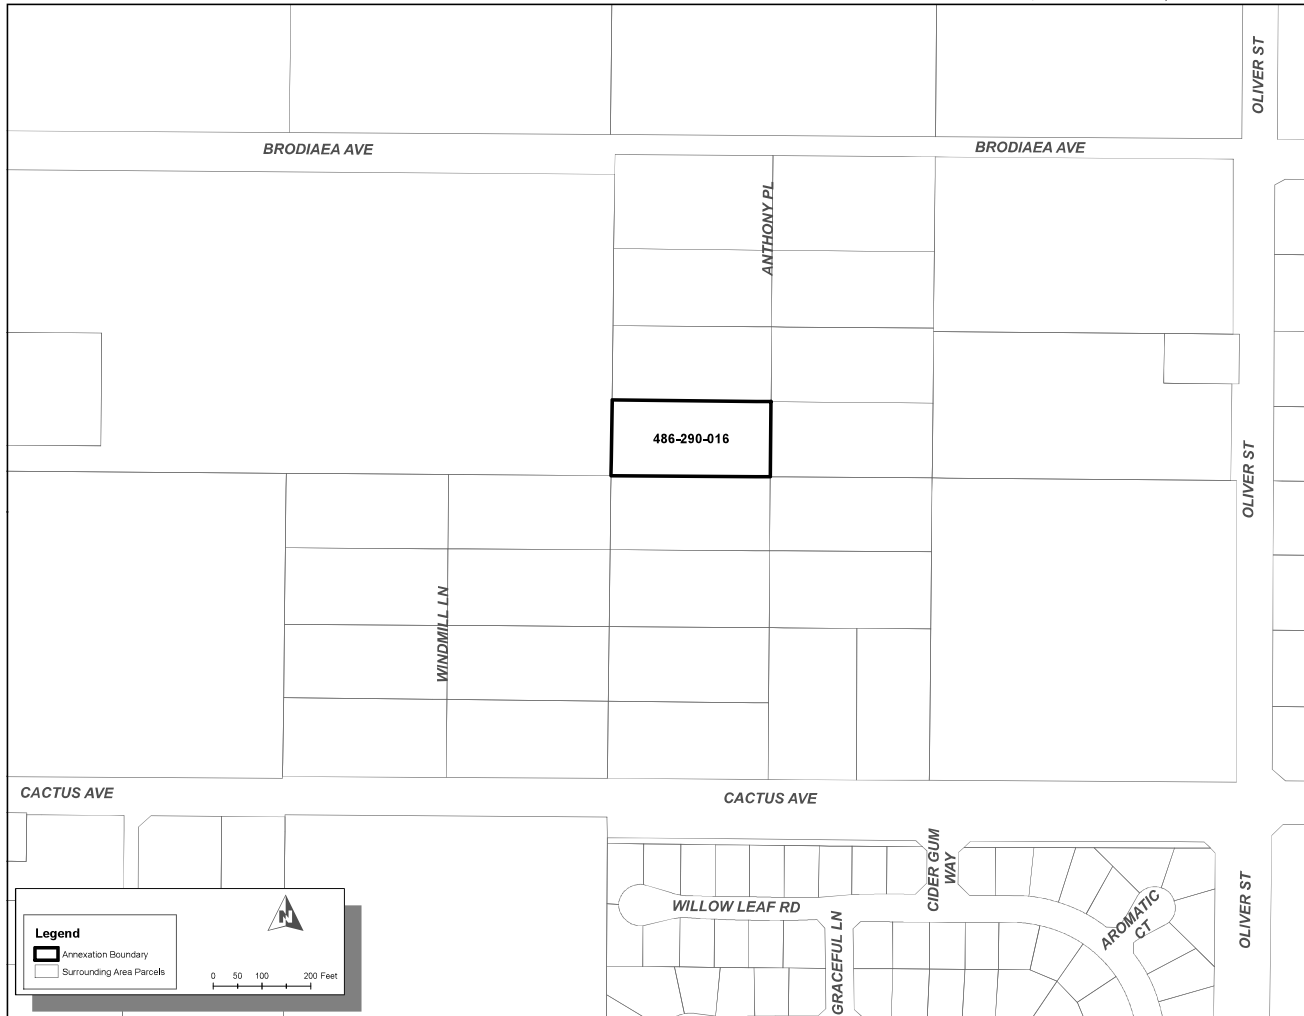 OLIVER ST
BRODIAEA AVE
BRODIAEA AVE
ANTHONY PL
486-290-016
OLIVER ST
WINDMILL LN
CACTUS AVE
CACTUS AVE
CIDER GUM
WAY
WILLOW LEAF RD
GRACEFUL LN
AROMATIC
CT
OLIVER ST
N
Legend
Annexation Boundary
Surrounding Area Parcels
0 50 100 200 Feet